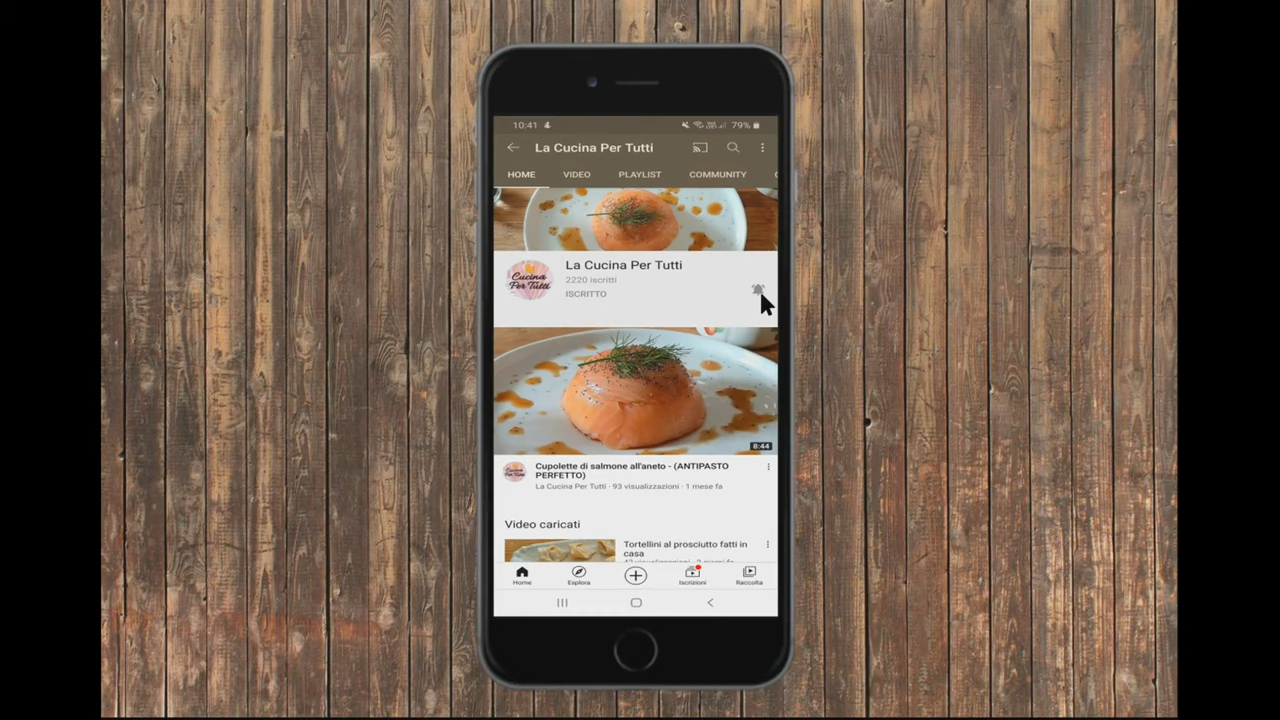 10:41
79%
La Cucina Per Tutti
HOME VIDEO PLAYLIST COMMUNITY
Cucina
Per Tutti
La Cucina Per Tutti
2220 iscritti
ISCRITTO
8:44
Cupolette di salmone all'aneto - (ANTIPASTO
PERFETTO)
La Cucina Per Tutti · 93 visualizzazioni · 1 mese fa
Video caricati
Tortellini al prosciutto fatti in
casa
Home Esplora Iscrizioni Raccolta